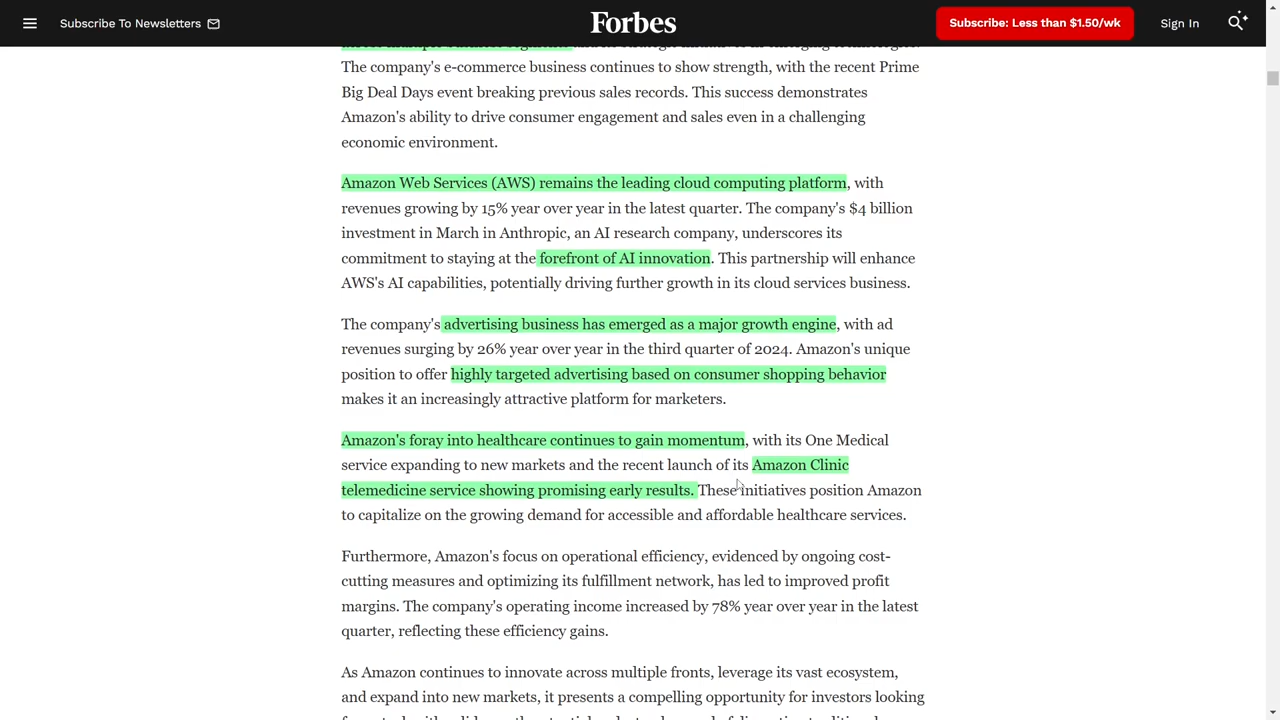 Subscribe To Newsletters
Forbes
Subscribe: Less than $1.50/wk
Sign In
The company's e-commerce business continues to show strength, with the recent Prime
Big Deal Days event breaking previous sales records. This success demonstrates
Amazon's ability to drive consumer engagement and sales even in a challenging
economic environment.
Amazon Web Services (AWS) remains the leading cloud computing platform, with
revenues growing by 15% year over year in the latest quarter. The company's $4 billion
investment in March in Anthropic, an AI research company, underscores its
commitment to staying at the forefront of AI innovation. This partnership will enhance
AWS's AI capabilities, potentially driving further growth in its cloud services business.
The company's advertising business has emerged as a major growth engine, with ad
revenues surging by 26% year over year in the third quarter of 2024. Amazon's unique
position to offer highly targeted advertising based on consumer shopping behavior
makes it an increasingly attractive platform for marketers.
Amazon's foray into healthcare continues to gain momentum, with its One Medical
service expanding to new markets and the recent launch of its Amazon Clinic
telemedicine service showing promising early results. These initiatives position Amazon
to capitalize on the growing demand for accessible and affordable healthcare services.
Furthermore, Amazon's focus on operational efficiency, evidenced by ongoing cost-
cutting measures and optimizing its fulfillment network, has led to improved profit
margins. The company's operating income increased by 78% year over year in the latest
quarter, reflecting these efficiency gains.
As Amazon continues to innovate across multiple fronts, leverage its vast ecosystem,
and expand into new markets, it presents a compelling opportunity for investors looking